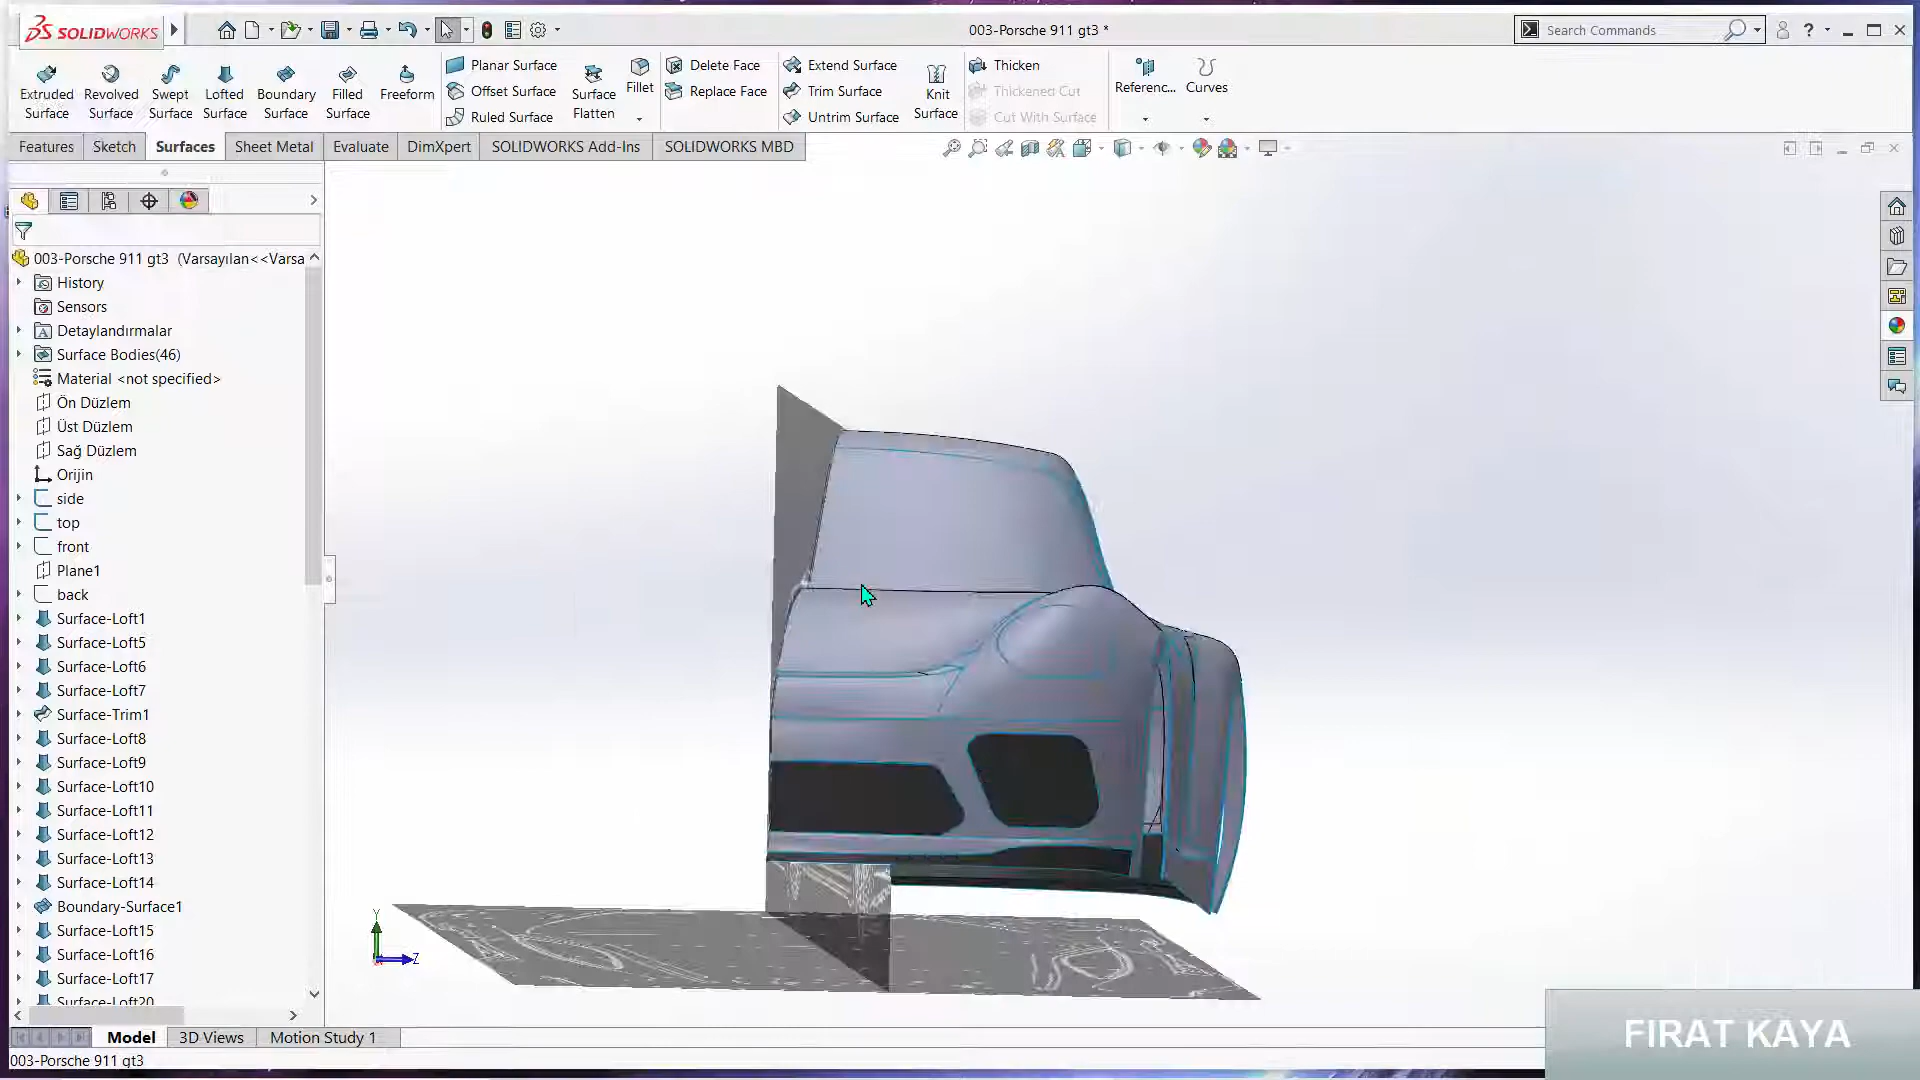 SOLIDWORKS
003-Porsche 911 gt3 *
Search Commands
?
Extruded Surface
Revolved Surface
Swept Surface
Lofted Surface
Boundary Surface
Filled Surface
Freeform
Planar Surface
Offset Surface
Ruled Surface
Surface Flatten
Fillet
Delete Face
Replace Face
Extend Surface
Trim Surface
Untrim Surface
Knit Surface
Thicken
Thickened Cut
Cut With Surface
Referenc...
Curves
Features
Sketch
Surfaces
Sheet Metal
Evaluate
DimXpert
SOLIDWORKS Add-Ins
SOLIDWORKS MBD
003-Porsche 911 gt3 (Varsayılan<<Varsa
History
Sensors
Detaylandırmalar
Surface Bodies(46)
Material <not specified>
Ön Düzlem
Üst Düzlem
Sağ Düzlem
Orijin
side
top
front
Plane1
back
Surface-Loft1
Surface-Loft5
Surface-Loft6
Surface-Loft7
Surface-Trim1
Surface-Loft8
Surface-Loft9
Surface-Loft10
Surface-Loft11
Surface-Loft12
Surface-Loft13
Surface-Loft14
Boundary-Surface1
Surface-Loft15
Surface-Loft16
Surface-Loft17
Surface-Loft20
Y
Z
Model
3D Views
Motion Study 1
003-Porsche 911 gt3
FIRAT KAYA